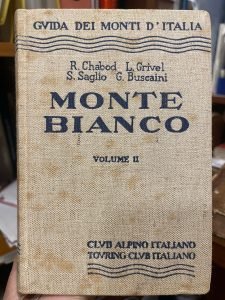 GVIDA DEI MONTI D'ITALIA
R. Chabod L. Grivel
S. Saglio G. Buscaini
MONTE
BIANCO
VOLUME II
CLVB ALPINO ITALIANO
TOVRING CLVB ITALIANO